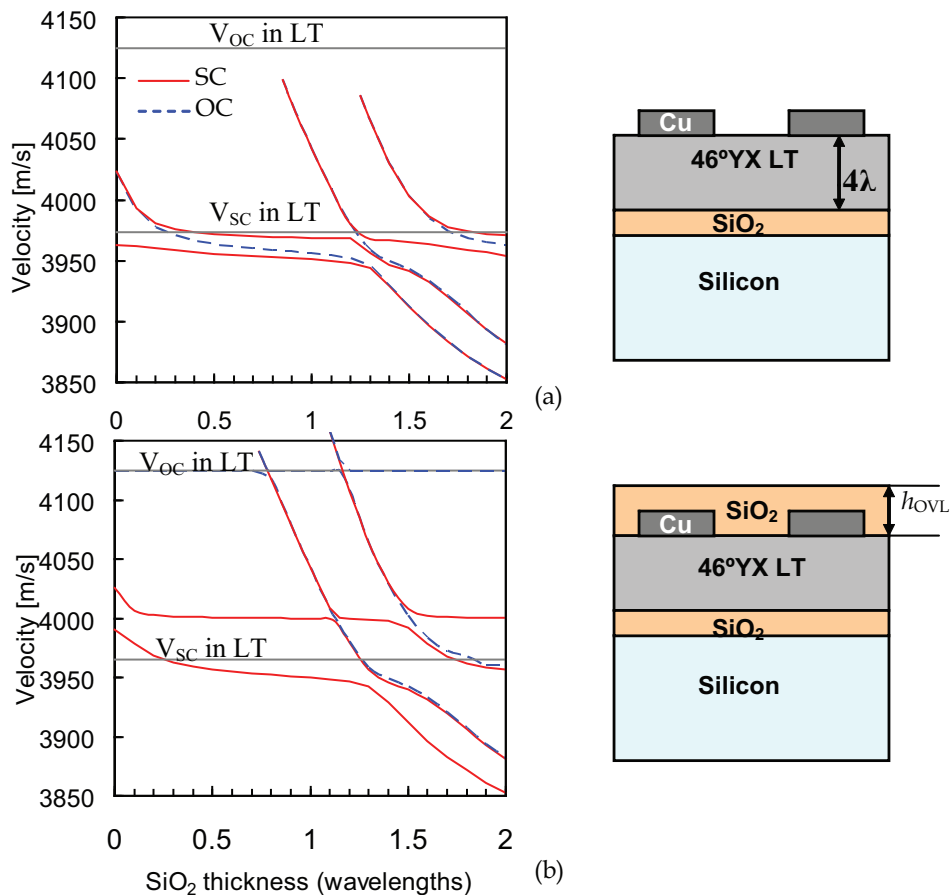 4150
4100
4050
4000
3950
3900
3850
Velocity [m/s]
V_OC in LT
SC
OC
V_SC in LT
0 0.5 1 1.5 2
(a)
Cu
46ºYX LT
4λ
SiO₂
Silicon
4150
4100
4050
4000
3950
3900
3850
Velocity [m/s]
V_OC in LT
V_SC in LT
0 0.5 1 1.5 2
SiO₂ thickness (wavelengths)
(b)
SiO₂
h_OVL
Cu
46ºYX LT
SiO₂
Silicon